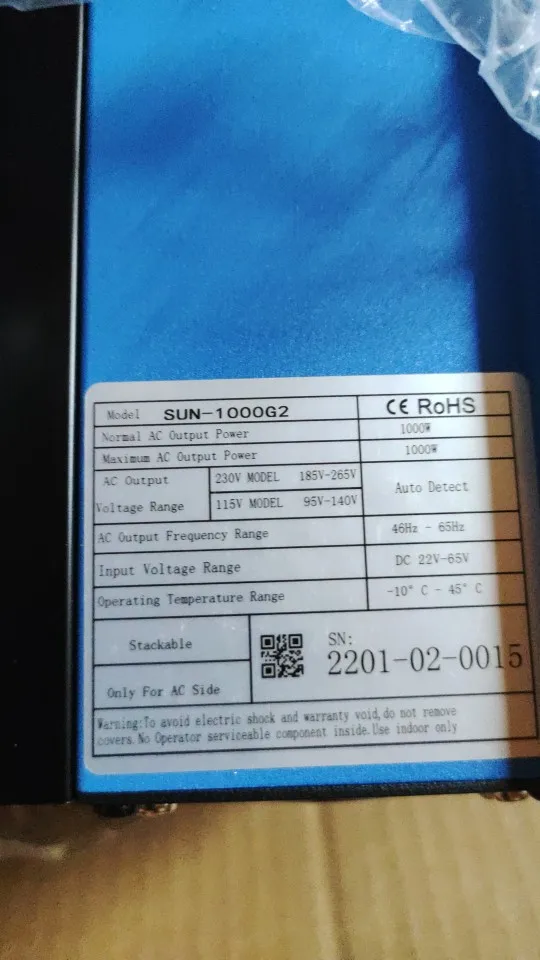 Model SUN-1000G2 CE RoHS
Normal AC Output Power 1000W
Maximum AC Output Power 1000W
AC Output Voltage Range 230V MODEL 185V-265V Auto Detect
115V MODEL 95V-140V
AC Output Frequency Range 46Hz - 65Hz
Input Voltage Range DC 22V-65V
Operating Temperature Range -10° C - 45° C
Stackable
Only For AC Side
SN:
2201-02-0015
Warning:To avoid electric shock and warranty void,do not remove
covers.No Operator serviceable component inside.Use indoor only